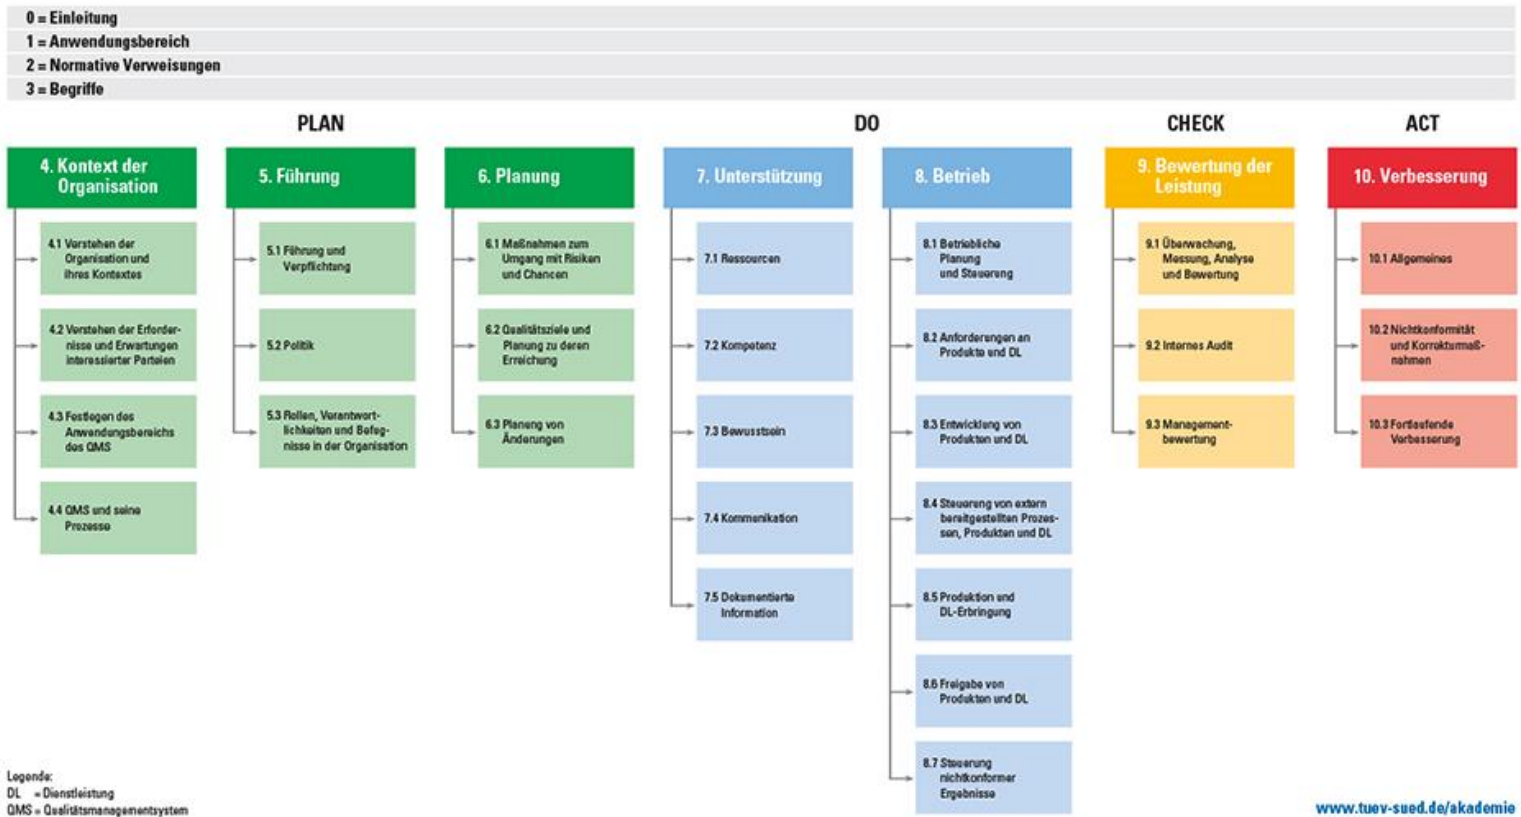 0 = Einleitung
1 = Anwendungsbereich
2 = Normative Verweisungen
3 = Begriffe
PLAN
DO
CHECK
ACT
4. Kontext der
Organisation
4.1 Verstehen der
Organisation und
ihres Kontextes
4.2 Verstehen der Erforder-
nisse und Erwartungen
interessierter Parteien
4.3 Festlegen des
Anwendungsbereichs
des QMS
4.4 QMS und seine
Prozesse
5. Führung
5.1 Führung und
Verpflichtung
5.2 Politik
5.3 Rollen, Verantwort-
lichkeiten und Befug-
nisse in der Organisation
6. Planung
6.1 Maßnahmen zum
Umgang mit Risiken
und Chancen
6.2 Qualitätsziele und
Planung zu deren
Erreichung
6.3 Planung von
Änderungen
7. Unterstützung
7.1 Ressourcen
7.2 Kompetenz
7.3 Bewusstsein
7.4 Kommunikation
7.5 Dokumentierte
Information
8. Betrieb
8.1 Betriebliche
Planung
und Steuerung
8.2 Anforderungen an
Produkte und DL
8.3 Entwicklung von
Produkten und DL
8.4 Steuerung von extern
bereitgestellten Prozes-
sen, Produkten und DL
8.5 Produktion und
DL-Erbringung
8.6 Freigabe von
Produkten und DL
8.7 Steuerung
nichtkonformer
Ergebnisse
9. Bewertung der
Leistung
9.1 Überwachung,
Messung, Analyse
und Bewertung
9.2 Internes Audit
9.3 Management-
bewertung
10. Verbesserung
10.1 Allgemeines
10.2 Nichtkonformität
und Korrekturmaß-
nahmen
10.3 Fortlaufende
Verbesserung
Legende:
DL = Dienstleistung
QMS = Qualitätsmanagementsystem
www.tuev-sued.de/akademie